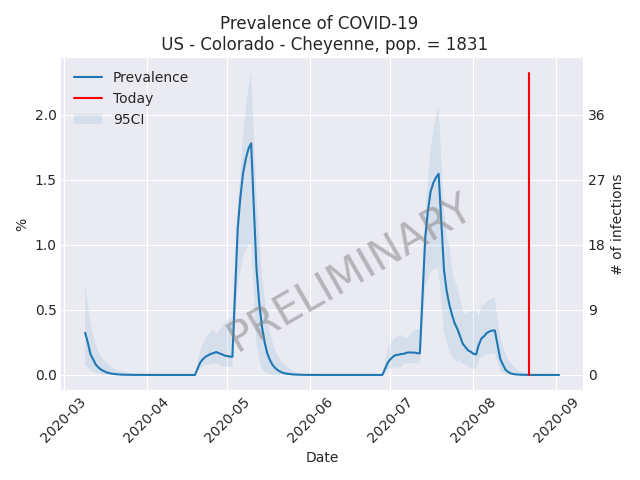 Prevalence of COVID-19
US - Colorado - Cheyenne, pop. = 1831
Prevalence
Today
95CI
PRELIMINARY
%
2.0
1.5
1.0
0.5
0.0
# of infections
36
27
18
9
0
2020-03
2020-04
2020-05
2020-06
2020-07
2020-08
2020-09
Date